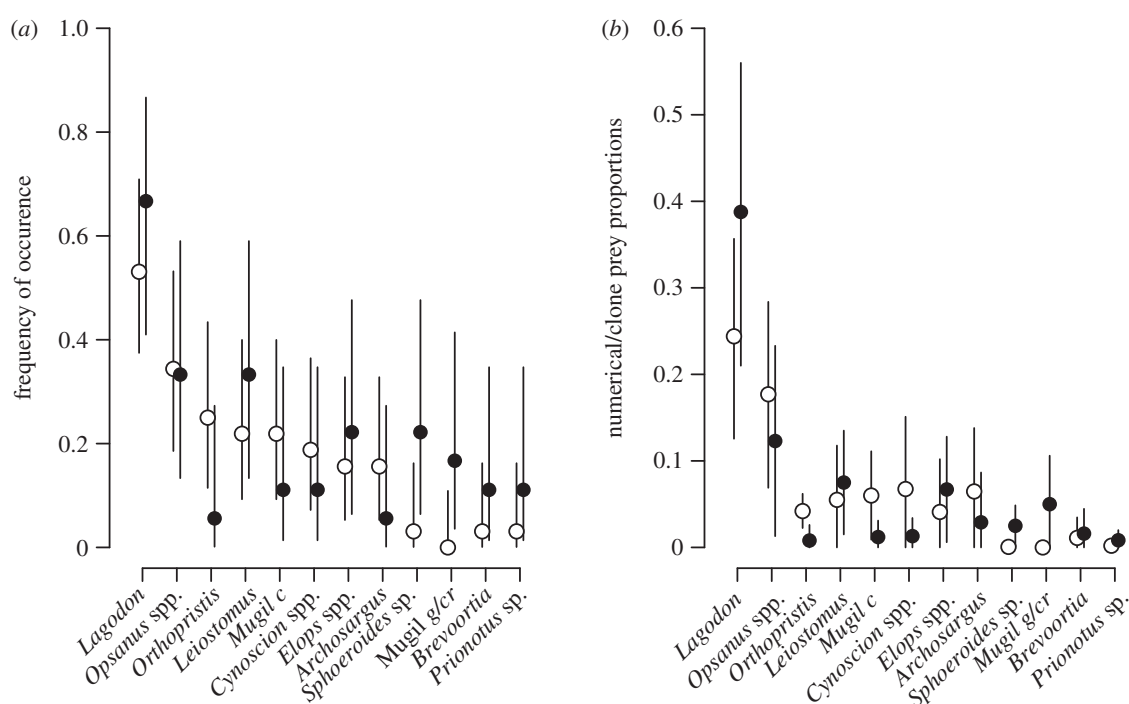 (a)
1.0
0.8
0.6
0.4
0.2
0
frequency of occurence
Lagodon
Opsanus spp.
Orthopristis
Leiostomus
Mugil c
Cynoscion spp.
Elops spp.
Archosargus
Sphoeroides sp.
Mugil g/cr
Brevoortia
Prionotus sp.
(b)
0.6
0.5
0.4
0.3
0.2
0.1
0
numerical/clone prey proportions
Lagodon
Opsanus spp.
Orthopristis
Leiostomus
Mugil c
Cynoscion spp.
Elops spp.
Archosargus
Sphoeroides sp.
Mugil g/cr
Brevoortia
Prionotus sp.